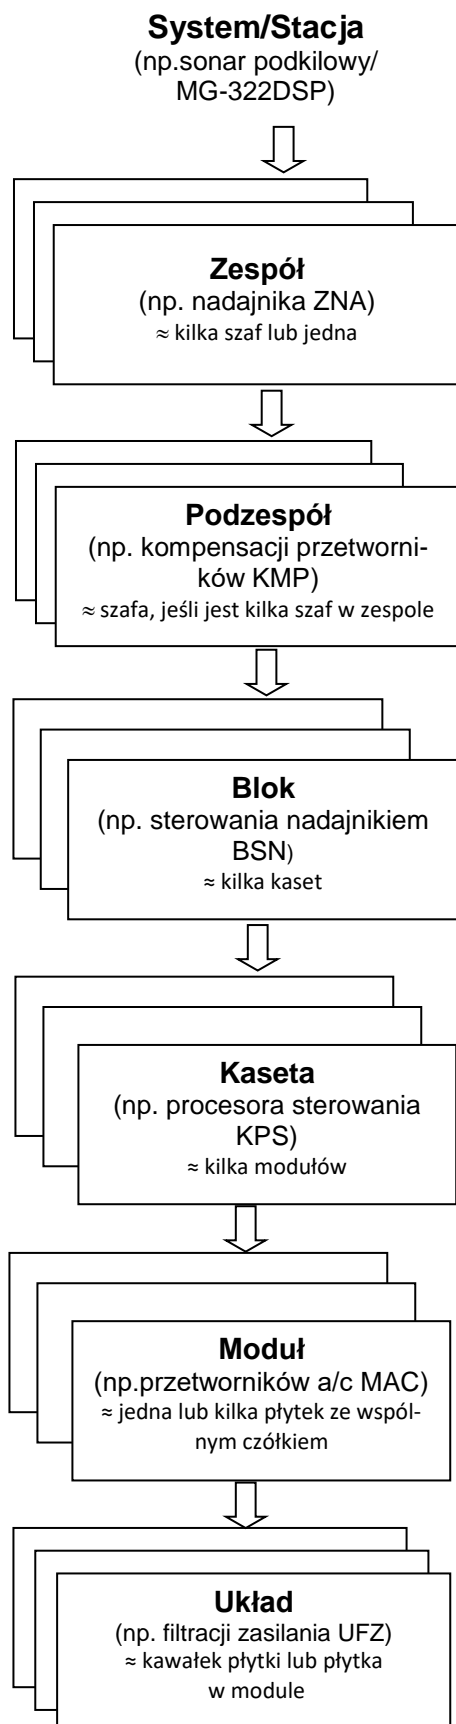 System/Stacja
(np.sonar podkilowy/
MG-322DSP)
Zespół
(np. nadajnika ZNA)
≈ kilka szaf lub jedna
Podzespół
(np. kompensacji przetworni-
ków KMP)
≈ szafa, jeśli jest kilka szaf w zespole
Blok
(np. sterowania nadajnikiem
BSN)
≈ kilka kaset
Kaseta
(np. procesora sterowania
KPS)
≈ kilka modułów
Moduł
(np.przetworników a/c MAC)
≈ jedna lub kilka płytek ze wspól-
nym czółkiem
Układ
(np. filtracji zasilania UFZ)
≈ kawałek płytki lub płytka
w module